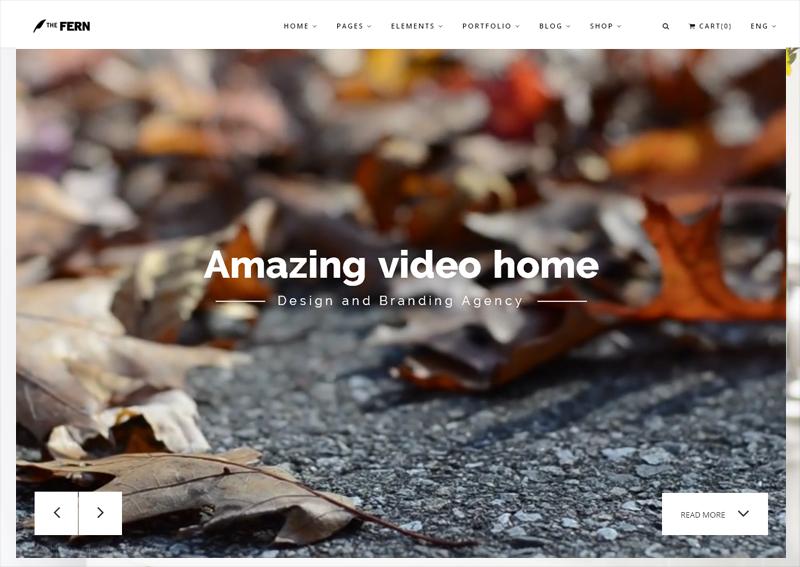 THE FERN
HOME PAGES ELEMENTS PORTFOLIO BLOG SHOP CART(0) ENG
Amazing video home
Design and Branding Agency
READ MORE